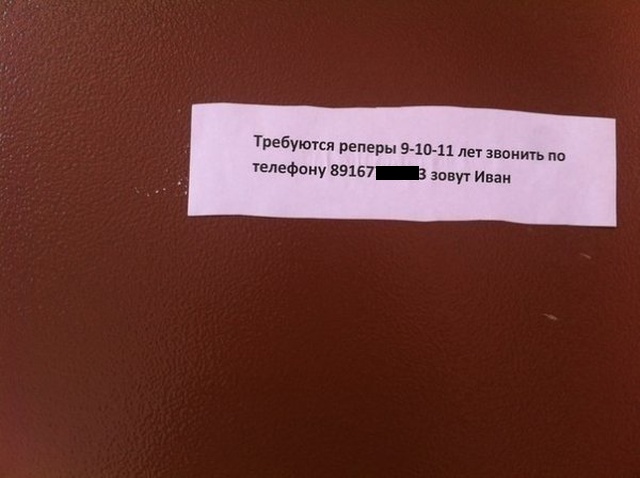 Требуются реперы 9-10-11 лет звонить по
телефону 89167 3 зовут Иван